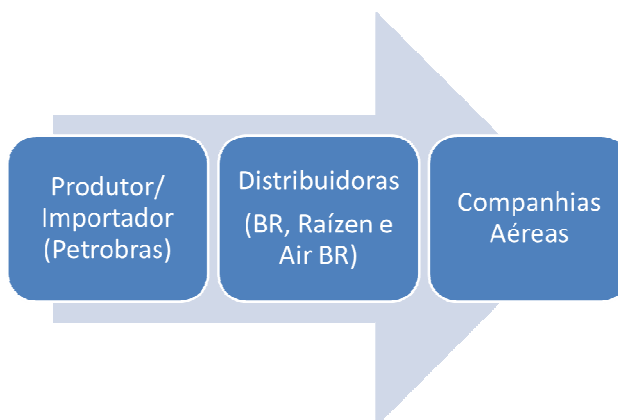 Produtor/
Importador
(Petrobras)
Distribuidoras
(BR, Raízen e
Air BR)
Companhias
Aéreas